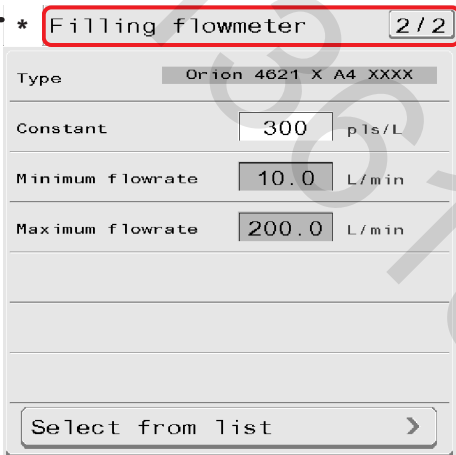 * Filling flowmeter 2/2
Type Orion 4621 X A4 XXXX
Constant 300 pls/L
Minimum flowrate 10.0 L/min
Maximum flowrate 200.0 L/min
Select from list >